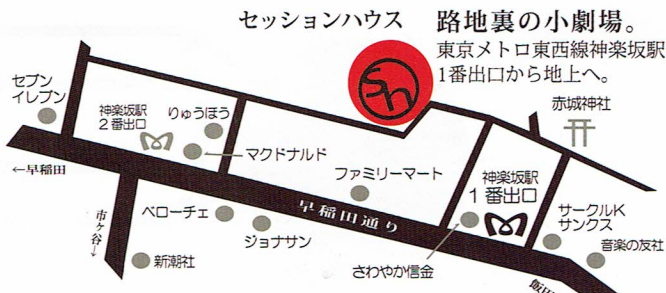 セッションハウス
路地裏の小劇場。
東京メトロ東西線神楽坂駅
1番出口から地上へ。
sh
セブン
イレブン
神楽坂駅
2番出口
りゅうほう
マクドナルド
ファミリーマート
赤城神社
神楽坂駅
1番出口
←早稲田
早稲田通り
市ヶ谷→
ベローチェ
ジョナサン
新潮社
さわやか信金
サークルK
サンクス
音楽の友社